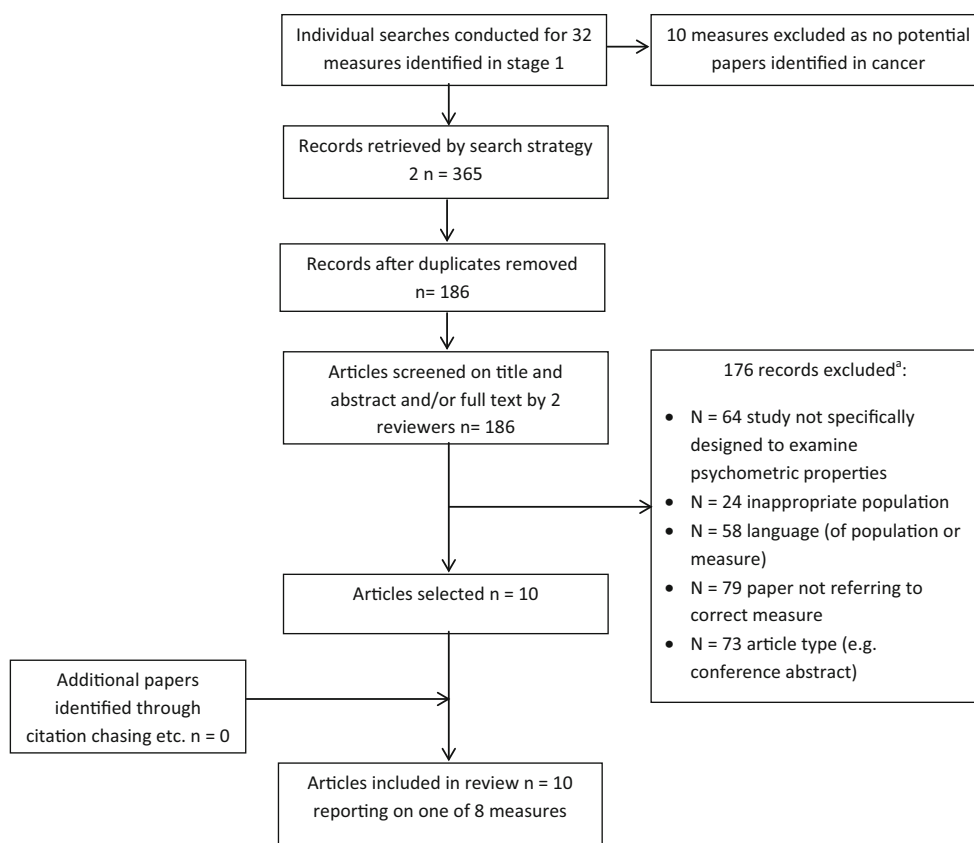 Individual searches conducted for 32
measures identified in stage 1
10 measures excluded as no potential
papers identified in cancer
Records retrieved by search strategy
2 n = 365
Records after duplicates removed
n= 186
Articles screened on title and
abstract and/or full text by 2
reviewers n= 186
176 records excludedᵃ:
• N = 64 study not specifically
designed to examine
psychometric properties
• N = 24 inappropriate population
• N = 58 language (of population or
measure)
• N = 79 paper not referring to
correct measure
• N = 73 article type (e.g.
conference abstract)
Articles selected n = 10
Additional papers
identified through
citation chasing etc. n = 0
Articles included in review n = 10
reporting on one of 8 measures